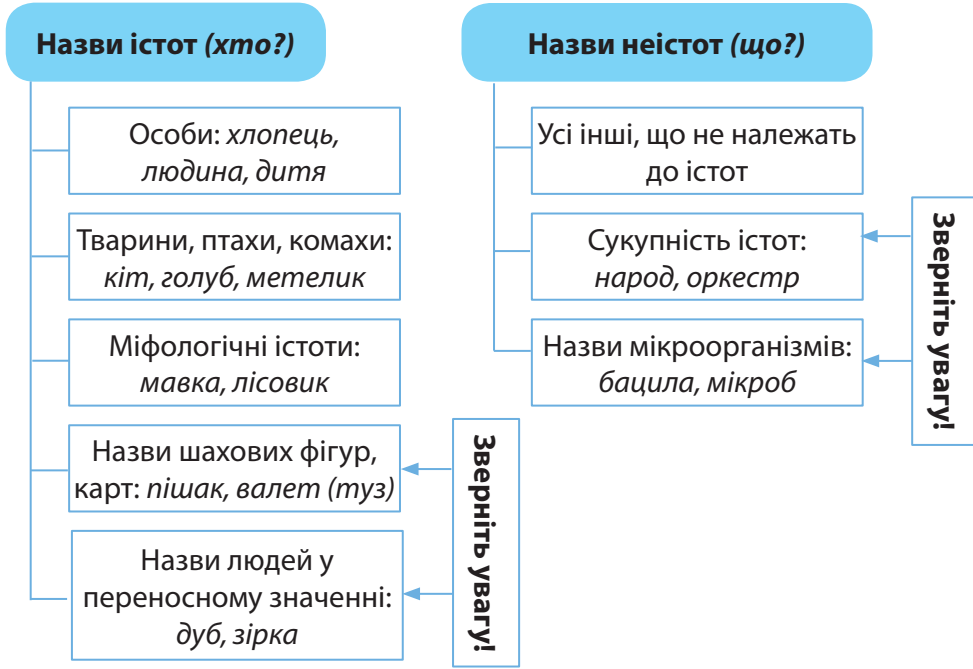 Назви істот (хто?)
Особи: хлопець,
людина, дитя
Тварини, птахи, комахи:
кіт, голуб, метелик
Міфологічні істоти:
мавка, лісовик
Назви шахових фігур,
карт: пішак, валет (туз)
Назви людей у
переносному значенні:
дуб, зірка
Зверніть увагу!
Назви неістот (що?)
Усі інші, що не належать
до істот
Сукупність істот:
народ, оркестр
Назви мікроорганізмів:
бацила, мікроб
Зверніть увагу!